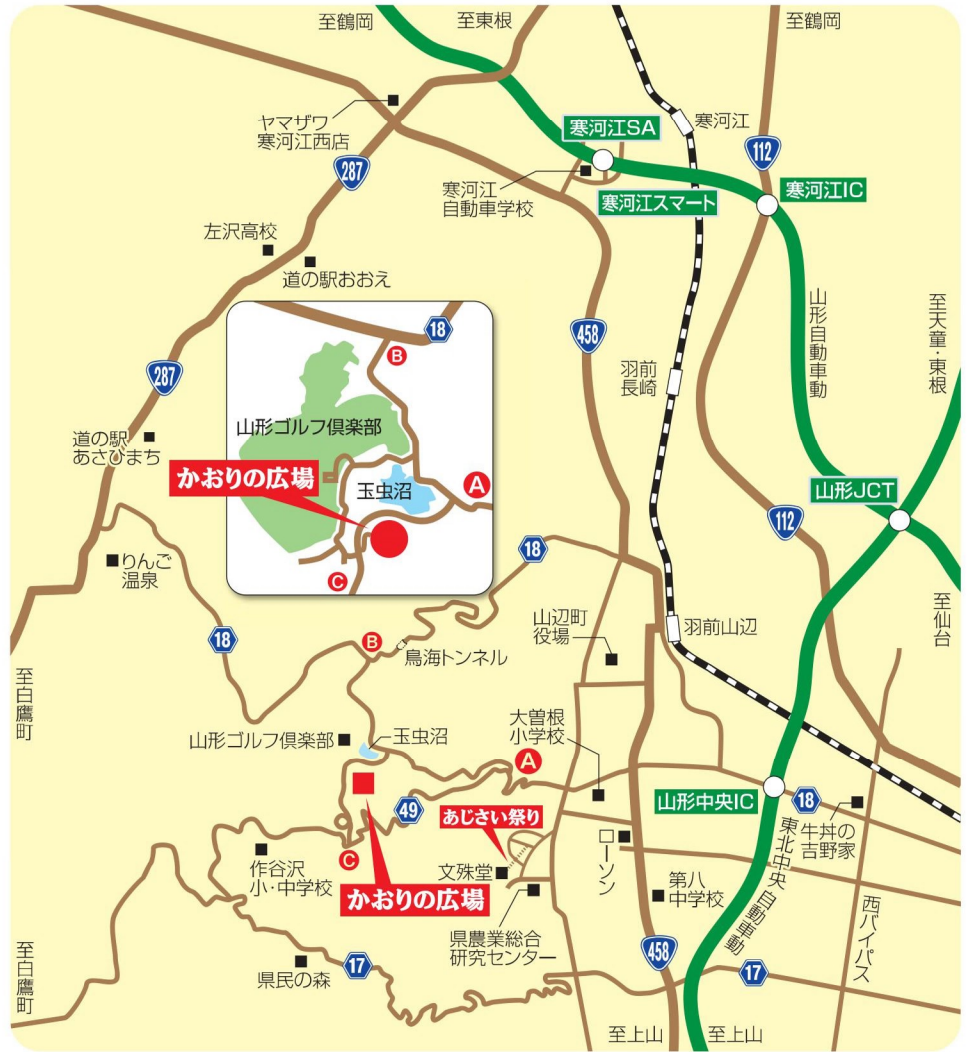 至鶴岡
至東根
至鶴岡
ヤマザワ
寒河江西店
寒河江SA
寒河江
112
287
寒河江
自動車学校
寒河江スマート
寒河江IC
左沢高校
道の駅おおえ
山形自動車動
至天童・東根
18
B
458
羽前
長崎
287
山形ゴルフ倶楽部
道の駅
あさひまち
かおりの広場
玉虫沼
A
山形JCT
112
C
18
りんご
温泉
至仙台
18
B
鳥海トンネル
山辺町
役場
羽前山辺
至白鷹町
山形ゴルフ倶楽部
玉虫沼
大曽根
小学校
A
山形中央IC
18
49
あじさい祭り
牛丼の
吉野家
ローソン
C
作谷沢
小・中学校
かおりの広場
文殊堂
第八
中学校
東北中央自動車動
西バイパス
県農業総合
研究センター
至白鷹町
県民の森
17
458
17
至上山
至上山